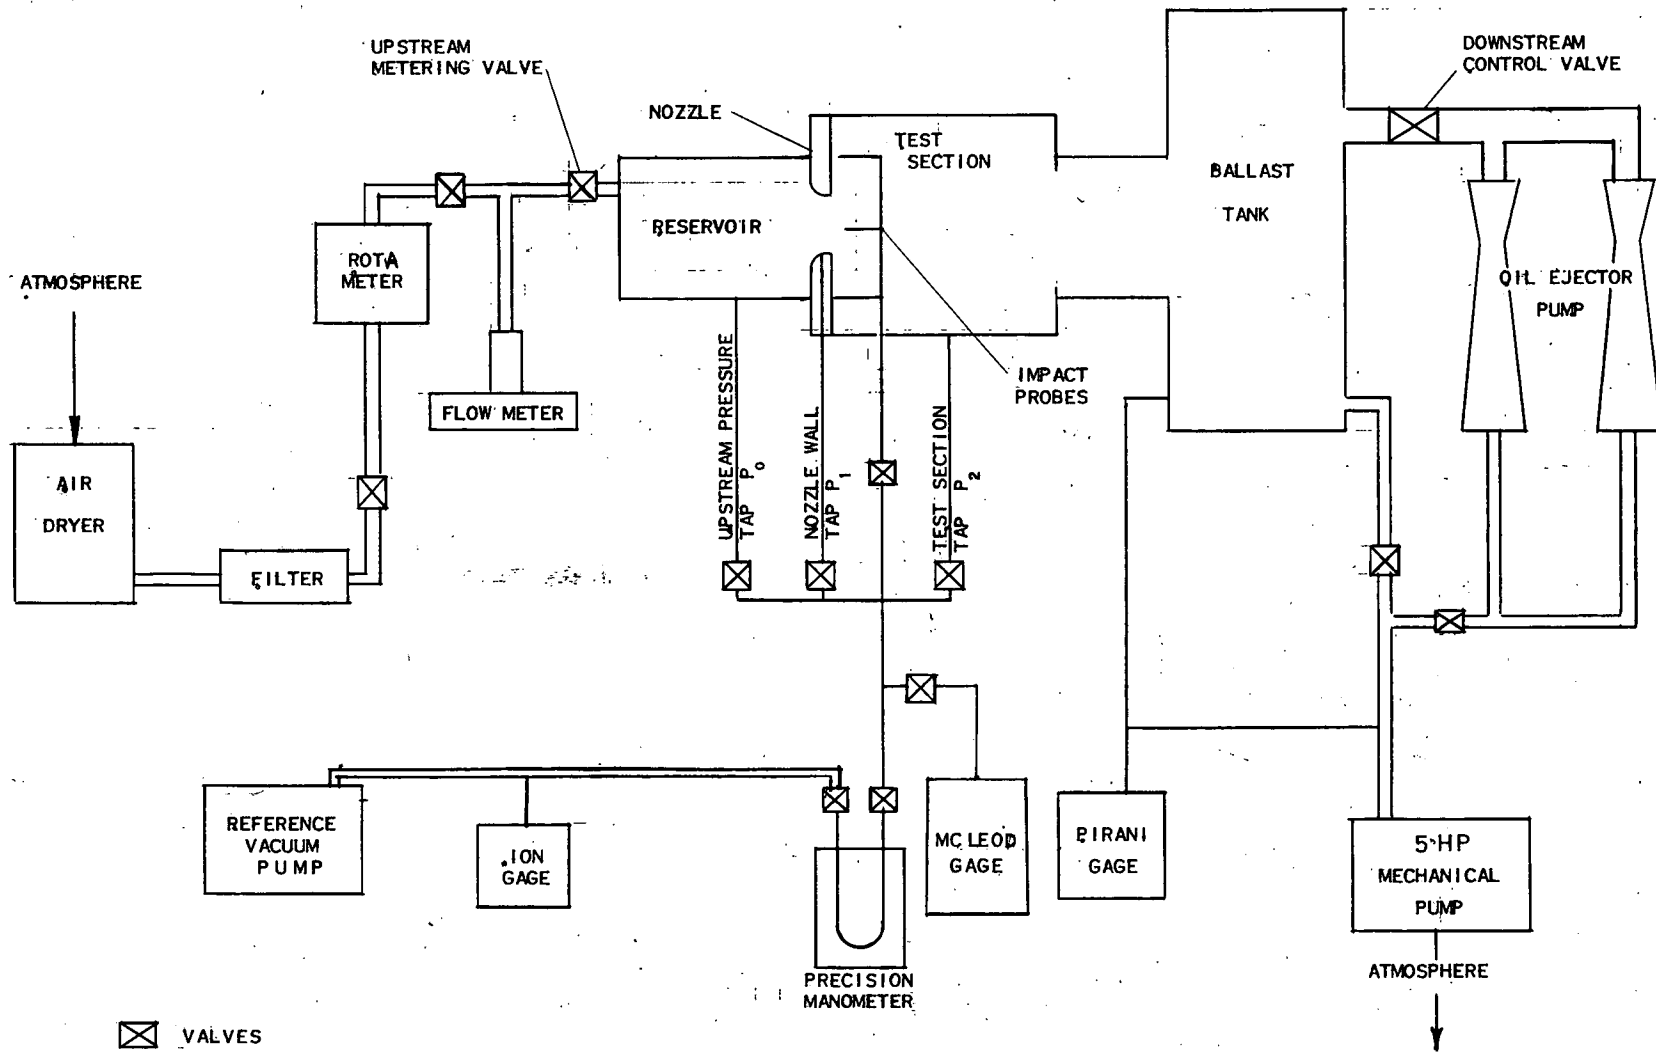 UPSTREAM
METERING VALVE
DOWNSTREAM
CONTROL VALVE
NOZZLE
TEST
SECTION
BALLAST
TANK
RESERVOIR
ROTA
METER
ATMOSPHERE
OIL EJECTOR
PUMP
IMPACT
PROBES
FLOW METER
UPSTREAM PRESSURE
TAP P0
NOZZLE WALL
TAP P1
TEST SECTION
TAP P2
AIR
DRYER
FILTER
REFERENCE
VACUUM
PUMP
ION
GAGE
MC LEOD
GAGE
PIRANI
GAGE
5 HP
MECHANICAL
PUMP
PRECISION
MANOMETER
ATMOSPHERE
VALVES